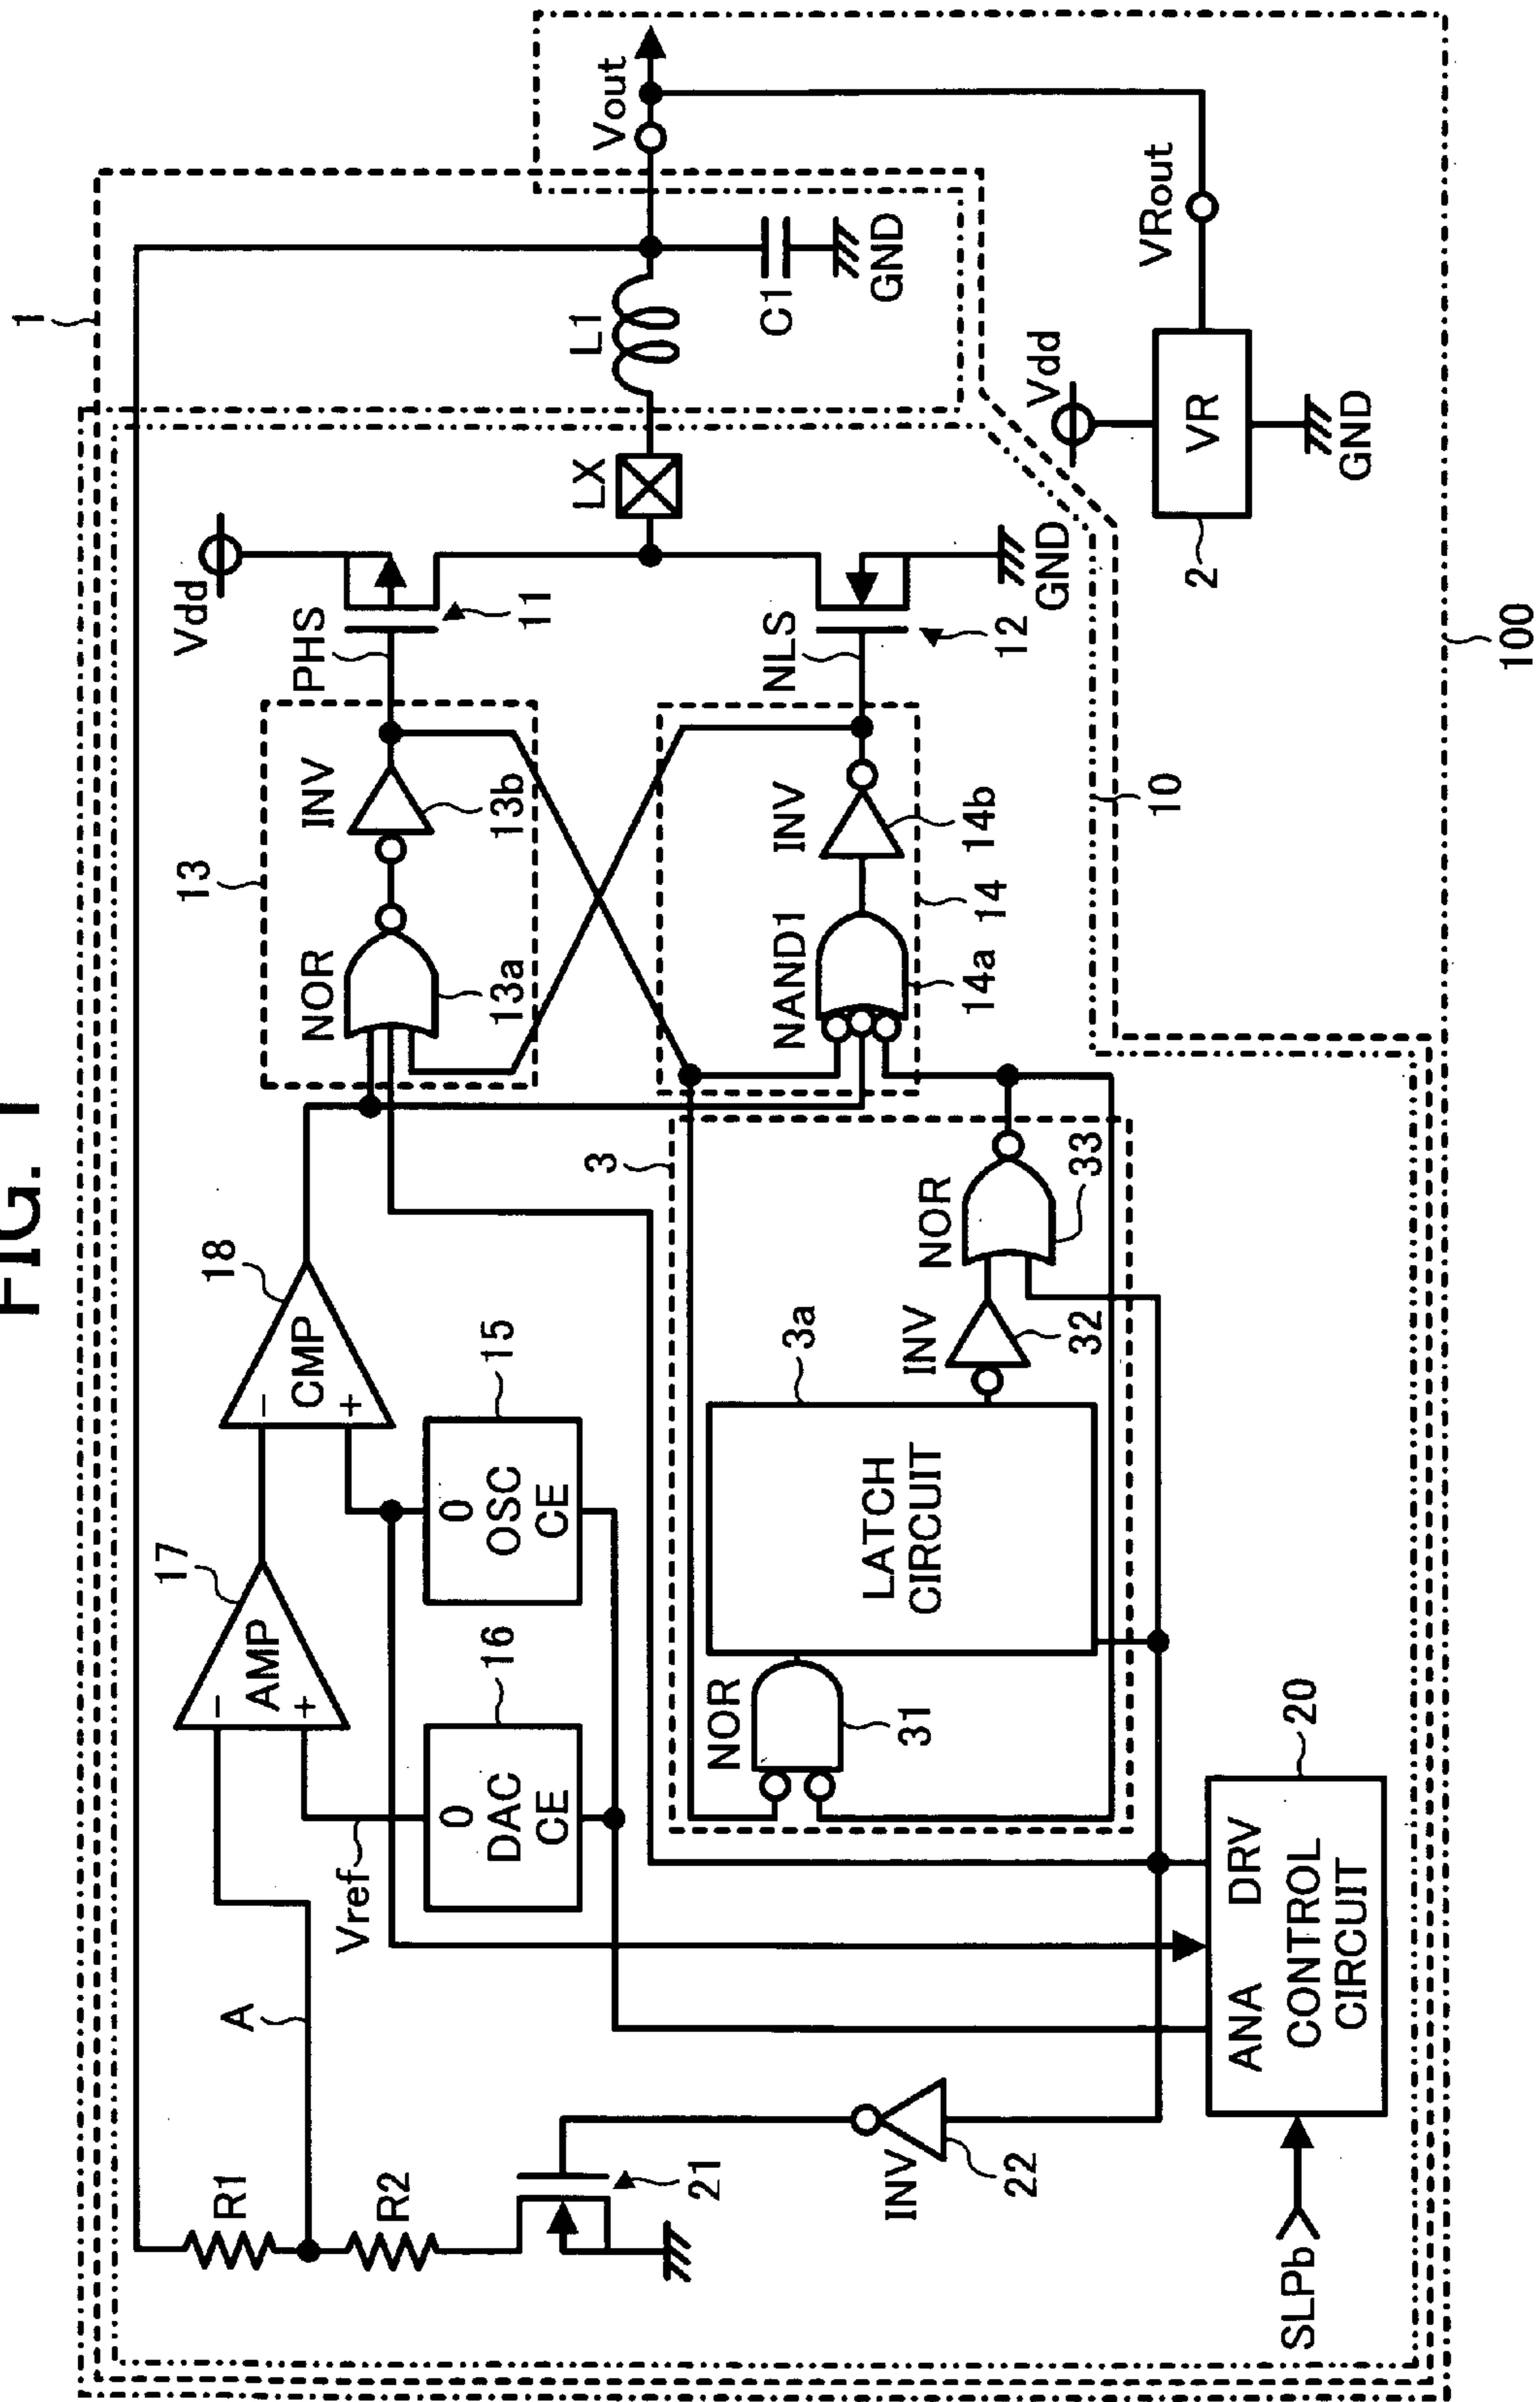 FIG. 1
1
Vdd
PHS
11
LX
L1
C1
GND
Vout
VRout
Vdd
VR
GND
2
100
10
NLS
12
GND
13
INV
13b
NOR
13a
INV
14b
14
NAND1
14a
18
CMP
−
+
17
AMP
−
+
15
O
OSC
CE
16
O
DAC
CE
Vref
A
R1
R2
21
INV
22
3
3a
LATCH
CIRCUIT
NOR
31
INV
32
NOR
33
20
ANA DRV
CONTROL
CIRCUIT
SLPb